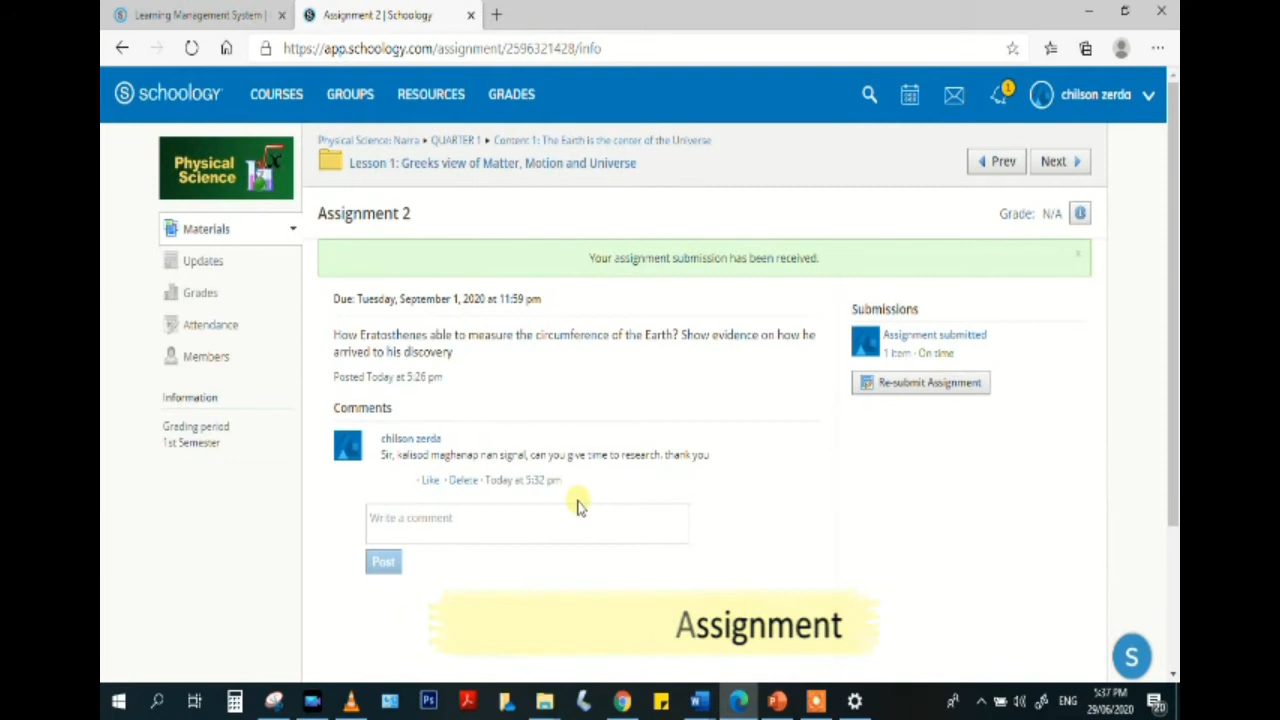 Learning Management System |
Assignment 2 | Schoology
https://app.schoology.com/assignment/2596321428/info
schoology
COURSES
GROUPS
RESOURCES
GRADES
1
chilson zerda
Physical Science
Physical Science: Narra ▸ QUARTER 1 ▸ Content 1: The Earth is the center of the Universe
Lesson 1: Greeks view of Matter, Motion and Universe
Prev
Next
Materials
Updates
Grades
Attendance
Members
Information
Grading period
1st Semester
Assignment 2
Grade: N/A
Your assignment submission has been received.
Due: Tuesday, September 1, 2020 at 11:59 pm
How Eratosthenes able to measure the circumference of the Earth? Show evidence on how he
arrived to his discovery
Posted Today at 5:26 pm
Comments
chilson zerda
Sir, kalisod maghanap nan signal, can you give time to research. thank you
· Like · Delete · Today at 5:32 pm
Write a comment
Post
Submissions
Assignment submitted
1 item · On time
Re-submit Assignment
Assignment
S
ENG
5:37 PM
29/06/2020
20